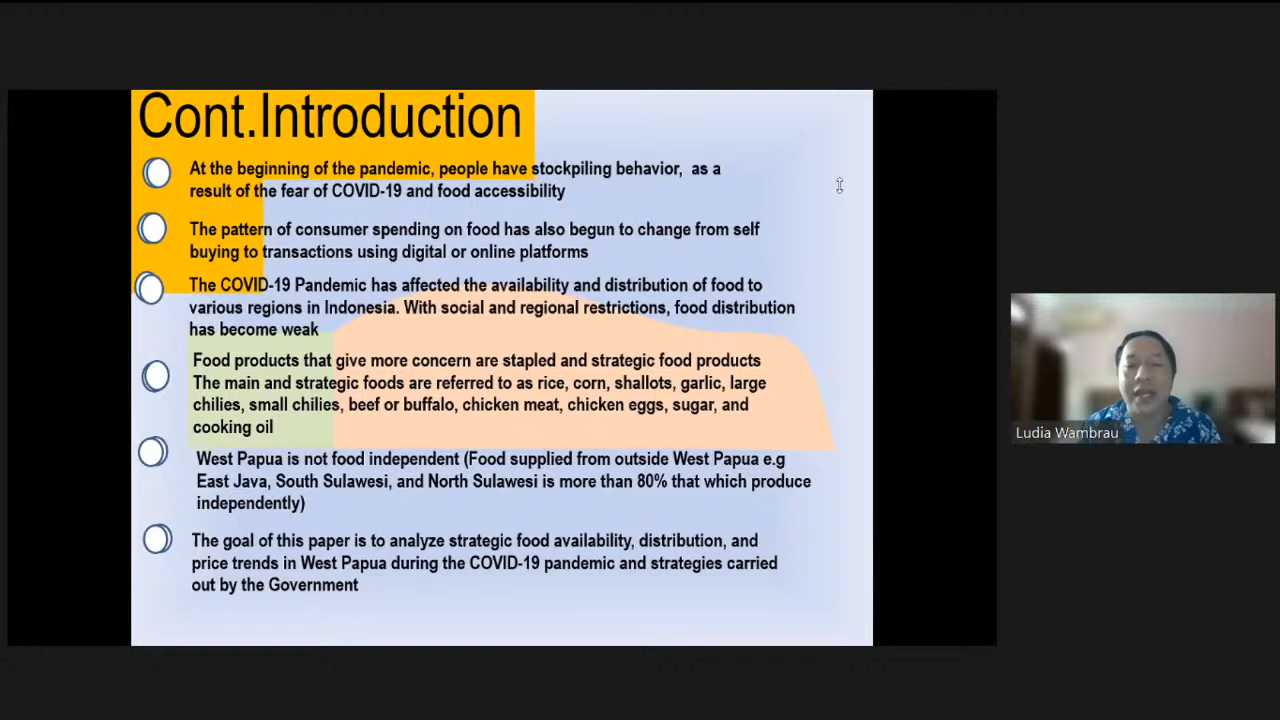 Cont.Introduction
At the beginning of the pandemic, people have stockpiling behavior, as a
result of the fear of COVID-19 and food accessibility
The pattern of consumer spending on food has also begun to change from self
buying to transactions using digital or online platforms
The COVID-19 Pandemic has affected the availability and distribution of food to
various regions in Indonesia. With social and regional restrictions, food distribution
has become weak
Food products that give more concern are stapled and strategic food products
The main and strategic foods are referred to as rice, corn, shallots, garlic, large
chilies, small chilies, beef or buffalo, chicken meat, chicken eggs, sugar, and
cooking oil
West Papua is not food independent (Food supplied from outside West Papua e.g
East Java, South Sulawesi, and North Sulawesi is more than 80% that which produce
independently)
The goal of this paper is to analyze strategic food availability, distribution, and
price trends in West Papua during the COVID-19 pandemic and strategies carried
out by the Government
Ludia Wambrau